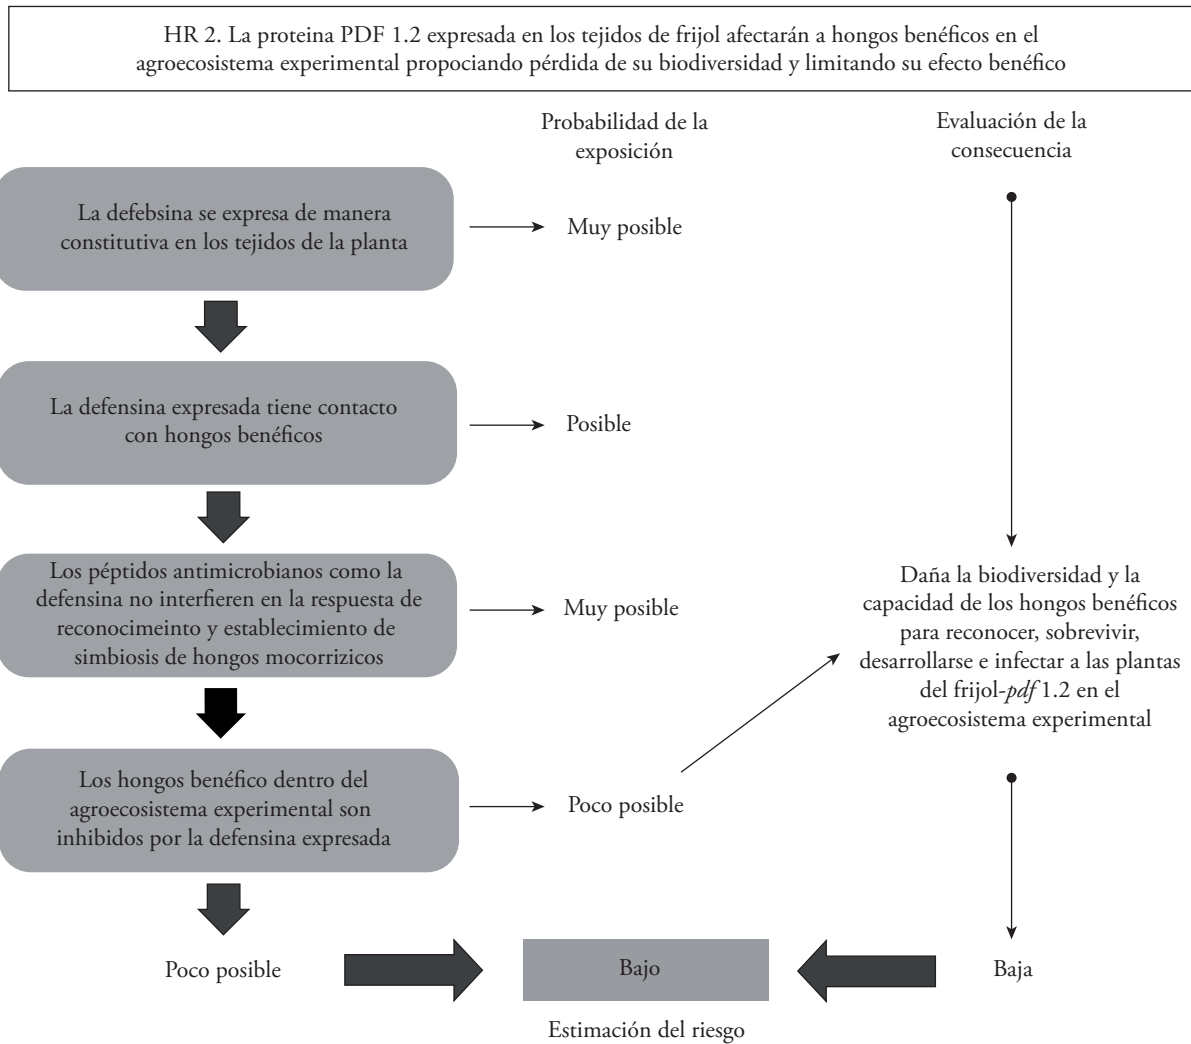 HR 2. La proteina PDF 1.2 expresada en los tejidos de frijol afectarán a hongos benéficos en el
agroecosistema experimental propociando pérdida de su biodiversidad y limitando su efecto benéfico
Probabilidad de la
exposición
Evaluación de la
consecuencia
La defebsina se expresa de manera
constitutiva en los tejidos de la planta
Muy posible
La defensina expresada tiene contacto
con hongos benéficos
Posible
Los péptidos antimicrobianos como la
defensina no interfieren en la respuesta de
reconocimeinto y establecimiento de
simbiosis de hongos mocorrizicos
Muy posible
Daña la biodiversidad y la
capacidad de los hongos benéficos
para reconocer, sobrevivir,
desarrollarse e infectar a las plantas
del frijol-pdf 1.2 en el
agroecosistema experimental
Los hongos benéfico dentro del
agroecosistema experimental son
inhibidos por la defensina expresada
Poco posible
Poco posible
Bajo
Baja
Estimación del riesgo